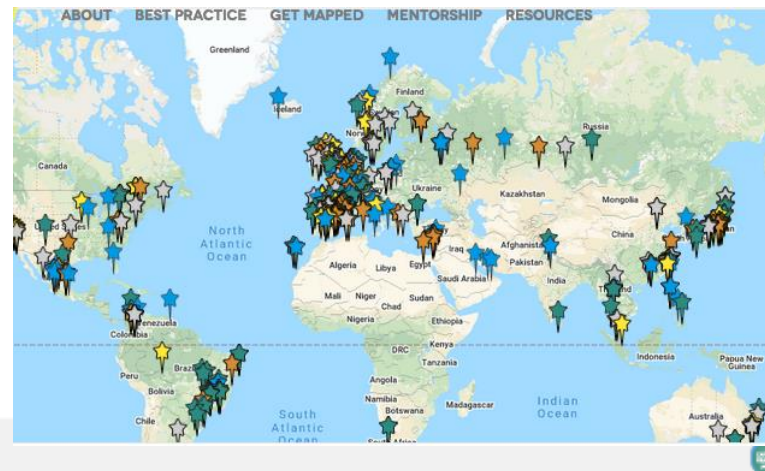 ABOUT BEST PRACTICE GET MAPPED MENTORSHIP RESOURCES
Greenland
Finland
Russia
Canada
Ukraine
Kazakhstan
Mongolia
North
Atlantic
Ocean
China
Iraq
Afghanistan
Algeria
Libya
Egypt
Pakistan
Saudi Arabia
India
Mali
Niger
Chad
Sudan
Nigeria
Ethiopia
Venezuela
Colombia
DRC
Kenya
Indonesia
Papua New
Guinea
Tanzania
Peru
Brazil
Bolivia
Angola
Namibia
Botswana
Madagascar
Indian
Ocean
Chile
South
Atlantic
Ocean
Australia